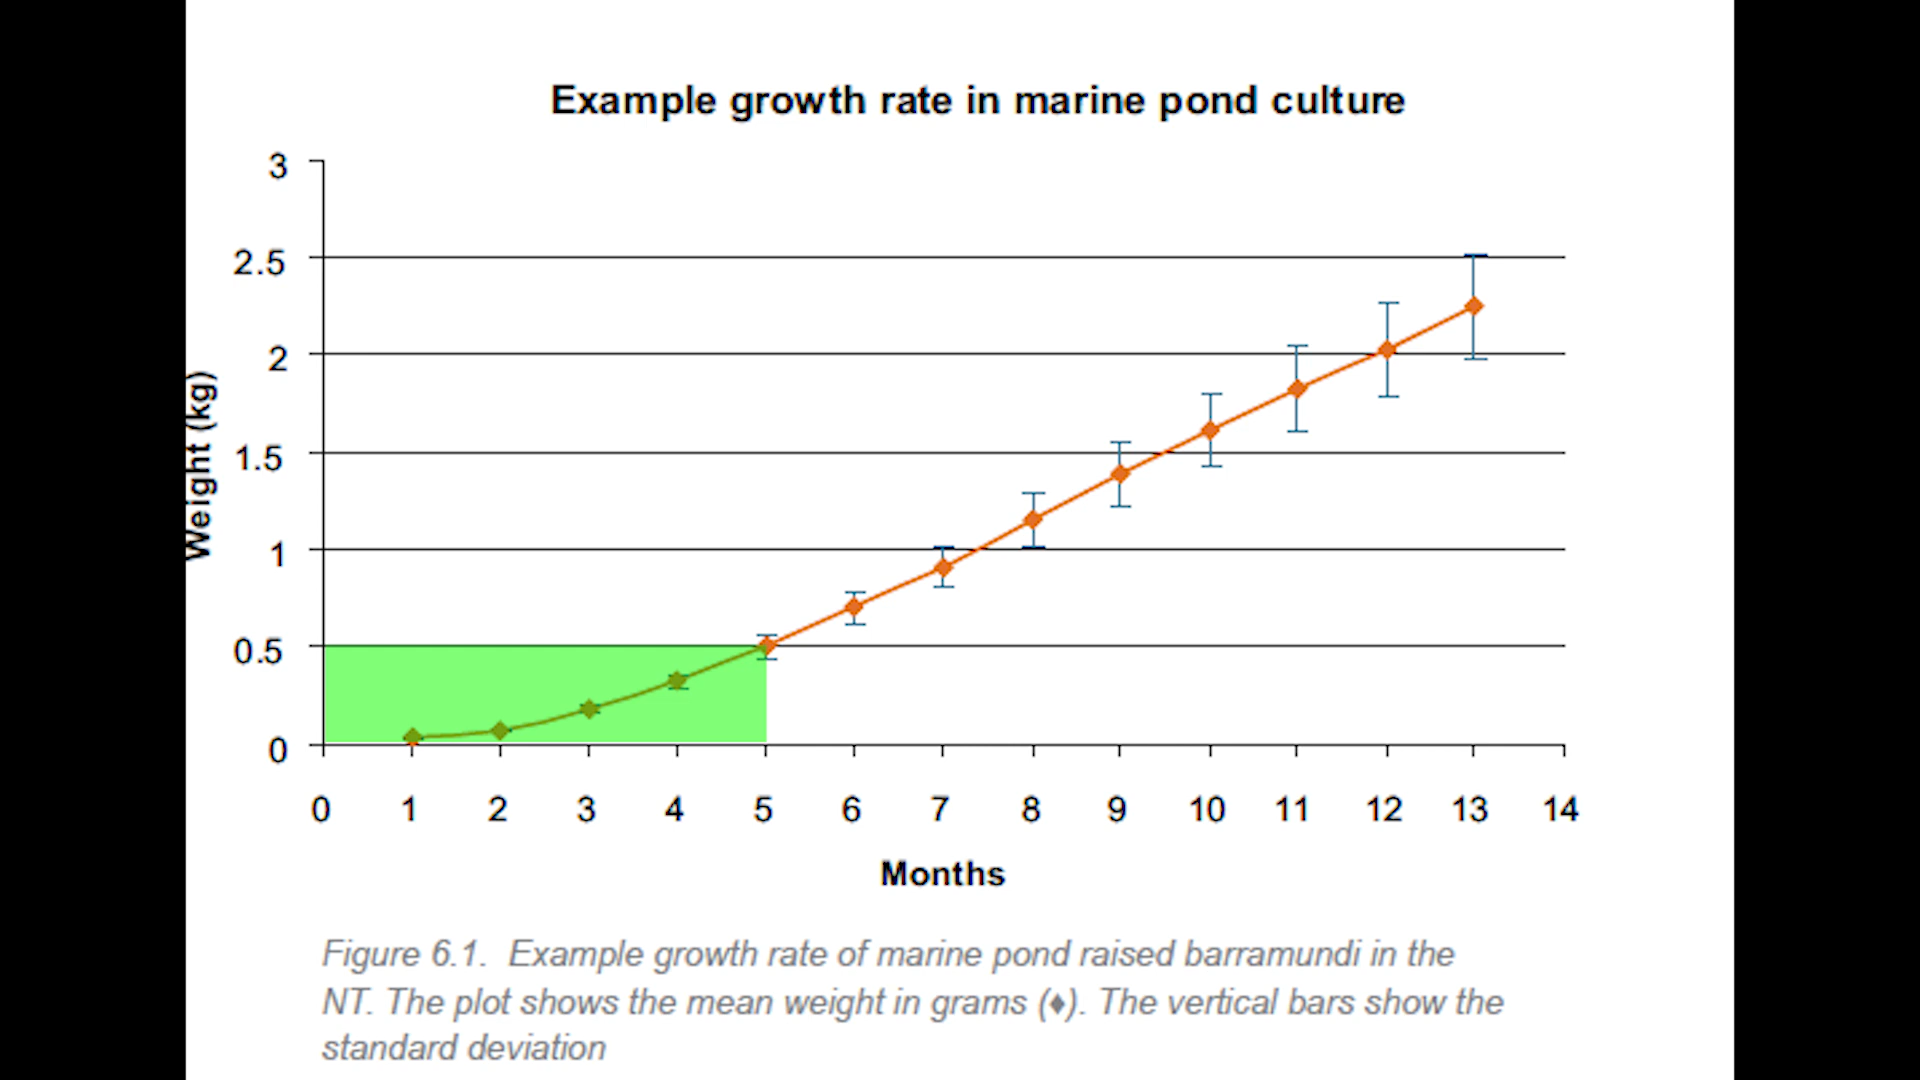 Example growth rate in marine pond culture
3
2.5
2
1.5
1
0.5
0
Weight (kg)
0 1 2 3 4 5 6 7 8 9 10 11 12 13 14
Months
Figure 6.1. Example growth rate of marine pond raised barramundi in the
NT. The plot shows the mean weight in grams (♦). The vertical bars show the
standard deviation